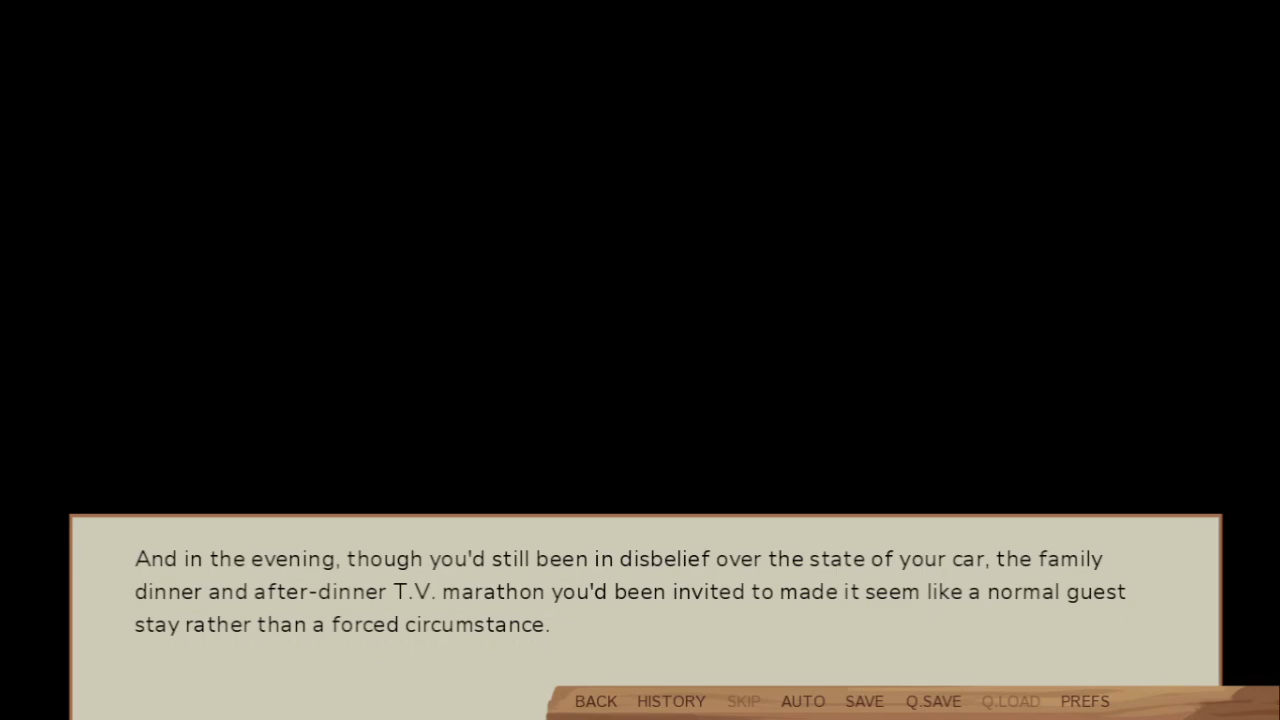 And in the evening, though you'd still been in disbelief over the state of your car, the family
dinner and after-dinner T.V. marathon you'd been invited to made it seem like a normal guest
stay rather than a forced circumstance.
BACK HISTORY SKIP AUTO SAVE Q.SAVE Q.LOAD PREFS